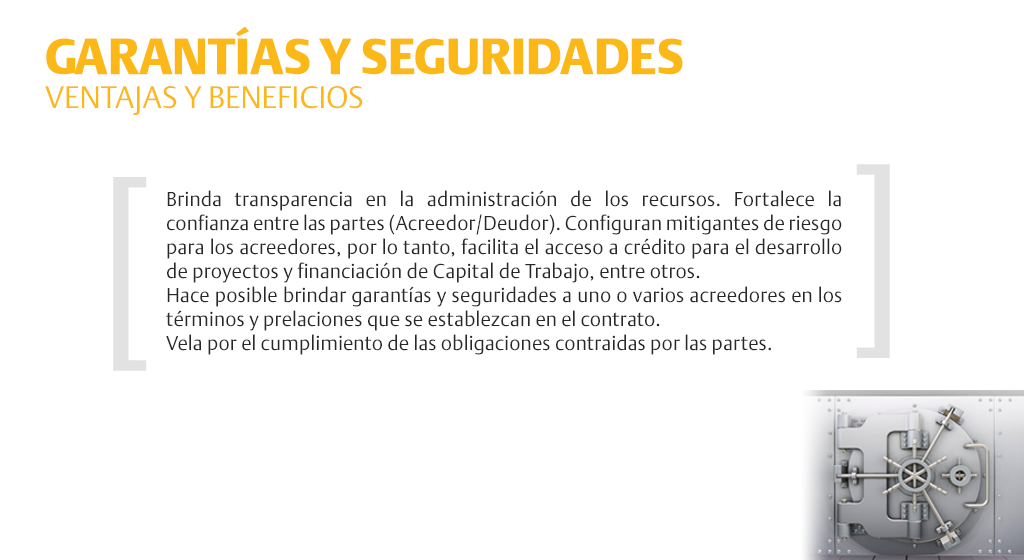 GARANTÍAS Y SEGURIDADES
VENTAJAS Y BENEFICIOS
Brinda transparencia en la administración de los recursos. Fortalece la
confianza entre las partes (Acreedor/Deudor). Configuran mitigantes de riesgo
para los acreedores, por lo tanto, facilita el acceso a crédito para el desarrollo
de proyectos y financiación de Capital de Trabajo, entre otros.
Hace posible brindar garantías y seguridades a uno o varios acreedores en los
términos y prelaciones que se establezcan en el contrato.
Vela por el cumplimiento de las obligaciones contraidas por las partes.